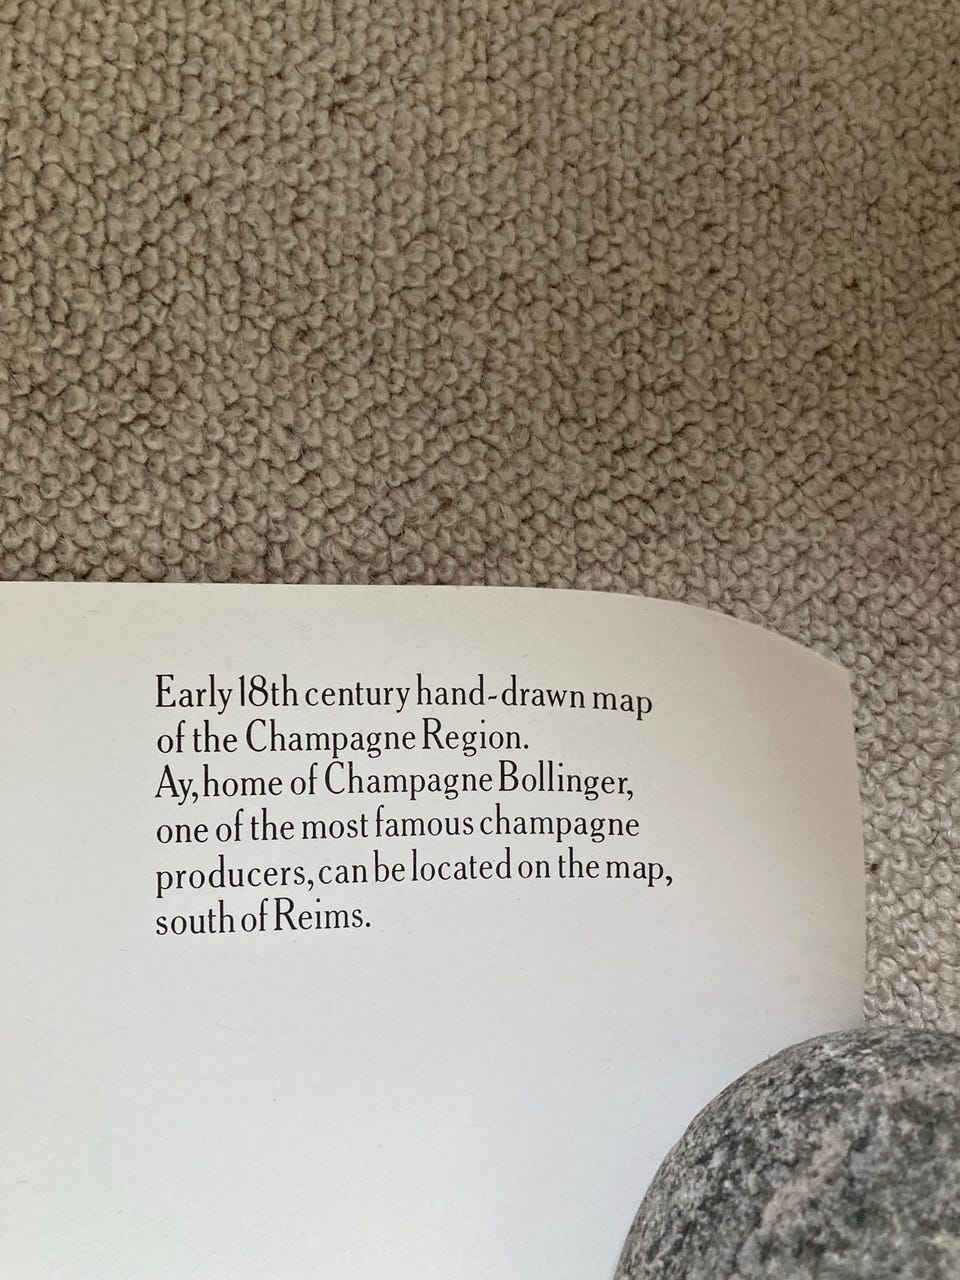 Early 18th century hand-drawn map
of the Champagne Region.
Ay, home of Champagne Bollinger,
one of the most famous champagne
producers, can be located on the map,
south of Reims.